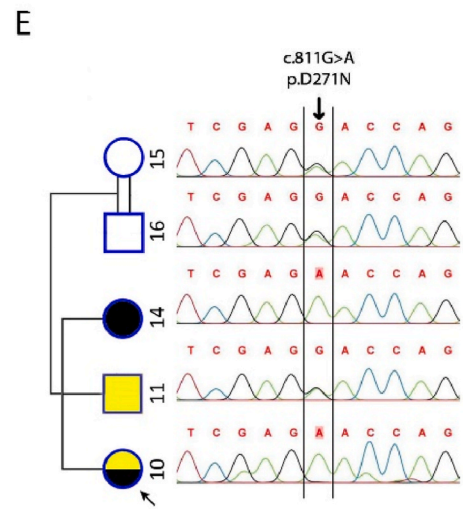 E
c.811G>A
p.D271N
T C G A G G A C C A G
15
T C G A G G A C C A G
16
T C G A G A A C C A G
14
T C G A G G A C C A G
11
T C G A G A A C C A G
10